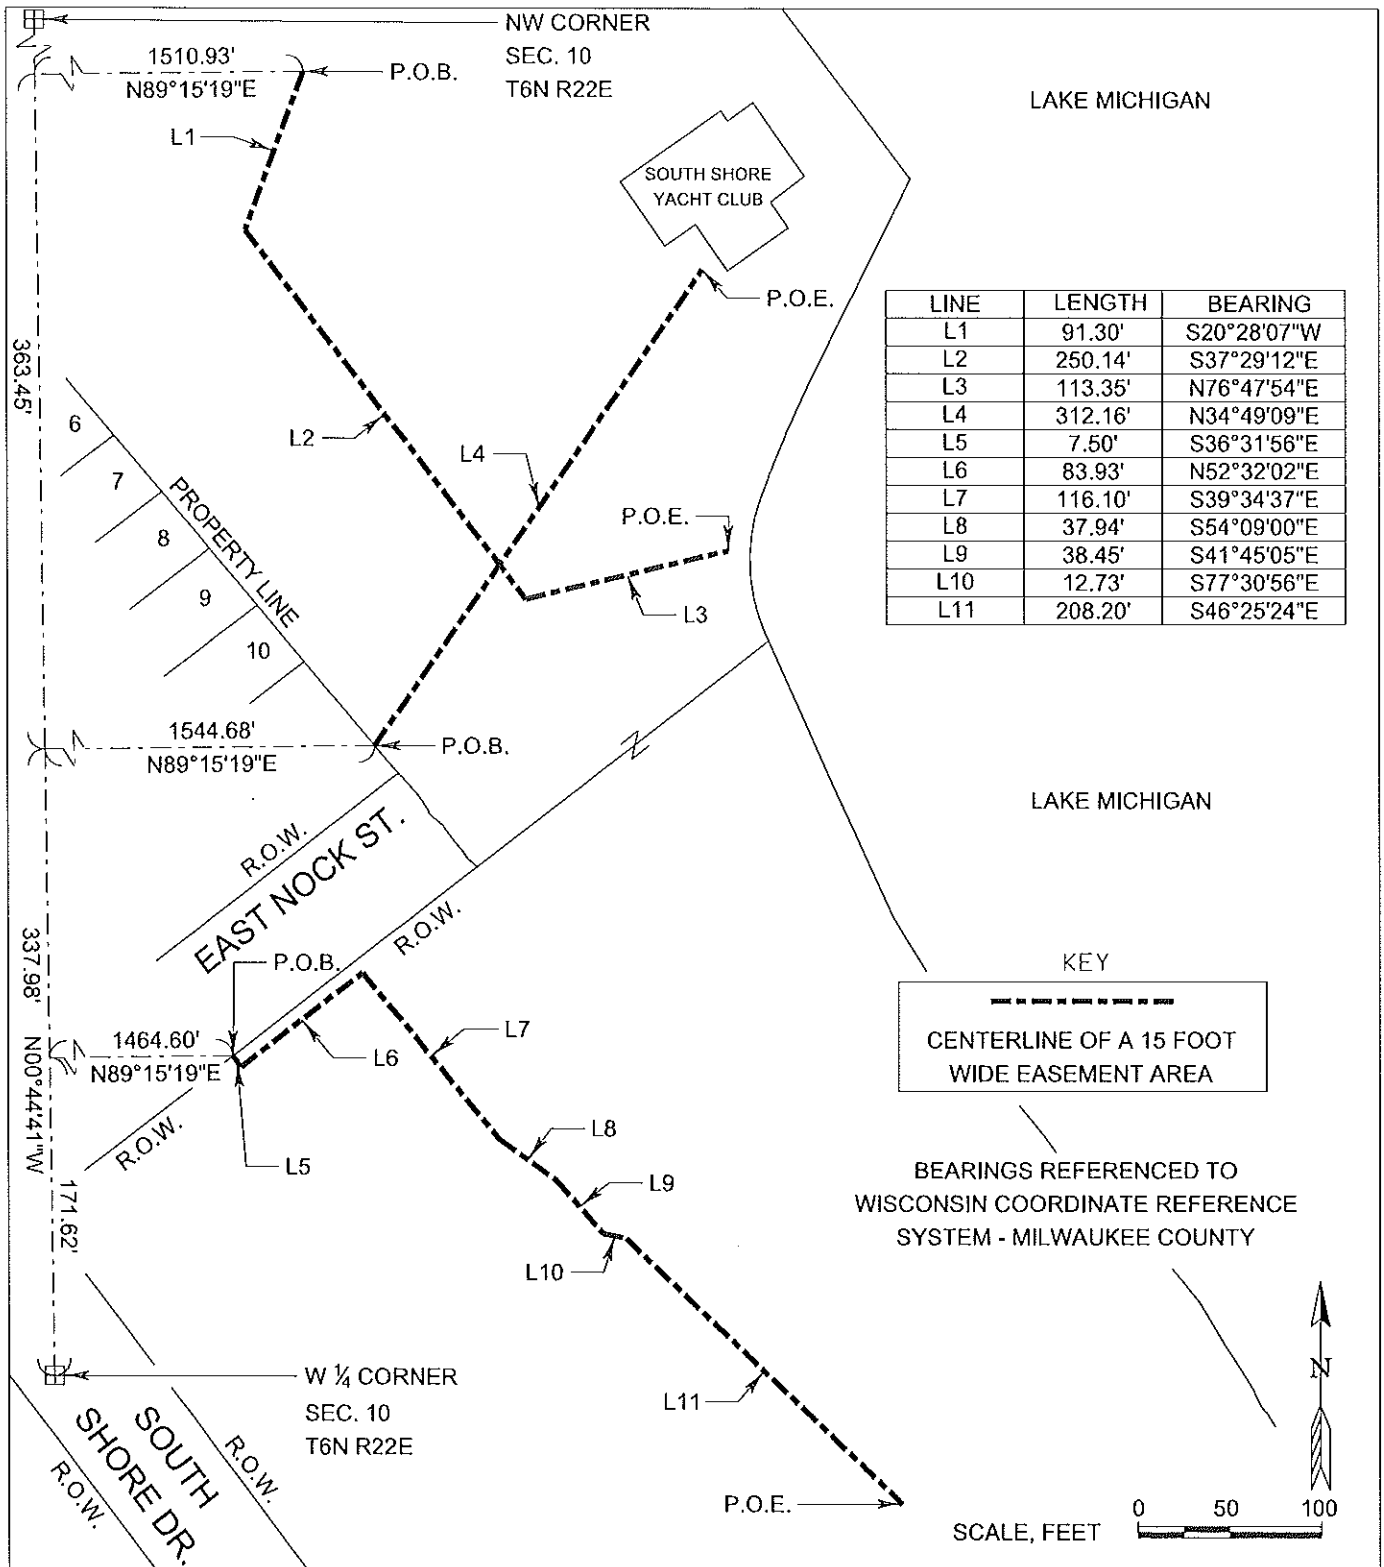 NW CORNER
SEC. 10
T6N R22E
1510.93'
N89°15'19"E
P.O.B.
LAKE MICHIGAN
L1
SOUTH SHORE
YACHT CLUB
P.O.E.
LINE LENGTH BEARING
L1 91.30' S20°28'07"W
L2 250.14' S37°29'12"E
L3 113.35' N76°47'54"E
L4 312.16' N34°49'09"E
L5 7.50' S36°31'56"E
L6 83.93' N52°32'02"E
L7 116.10' S39°34'37"E
L8 37.94' S54°09'00"E
L9 38.45' S41°45'05"E
L10 12.73' S77°30'56"E
L11 208.20' S46°25'24"E
363.45'
6
7
8
9
10
PROPERTY LINE
L2
L4
P.O.E.
L3
1544.68'
N89°15'19"E
P.O.B.
LAKE MICHIGAN
R.O.W.
EAST NOCK ST.
R.O.W.
337.98'
N00°44'41"W
P.O.B.
1464.60'
N89°15'19"E
R.O.W.
L5
L6
L7
KEY
CENTERLINE OF A 15 FOOT
WIDE EASEMENT AREA
L8
L9
L10
171.62'
BEARINGS REFERENCED TO
WISCONSIN COORDINATE REFERENCE
SYSTEM - MILWAUKEE COUNTY
W ¼ CORNER
SEC. 10
T6N R22E
L11
N
SOUTH
SHORE DR.
R.O.W.
R.O.W.
P.O.E.
SCALE, FEET
0 50 100